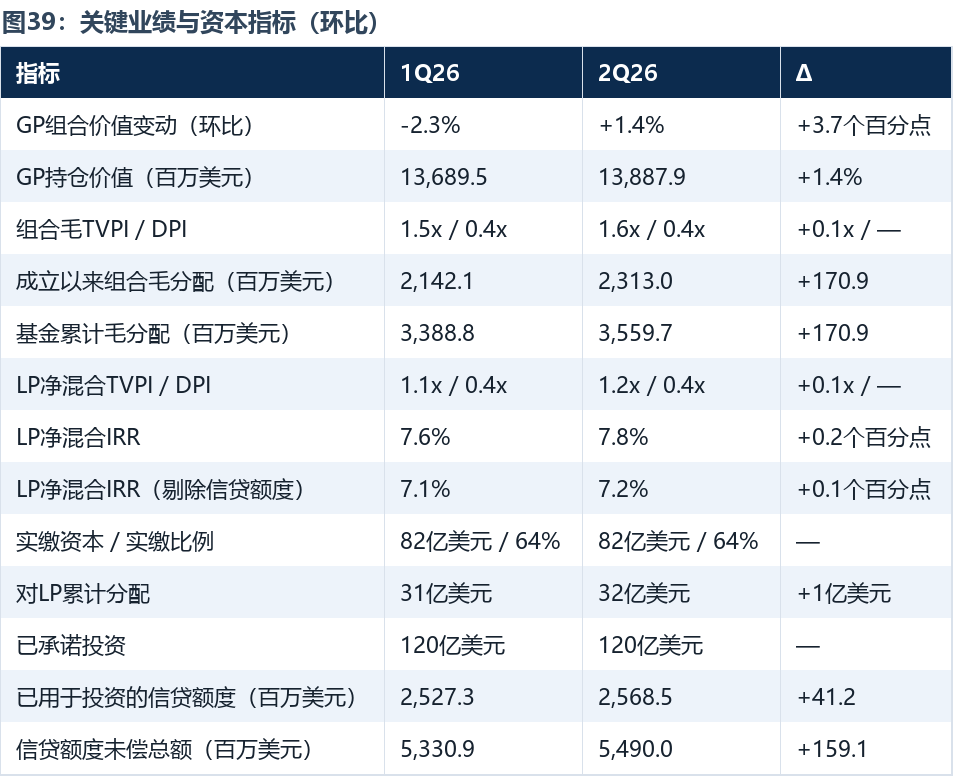 图39：关键业绩与资本指标（环比）
指标 1Q26 2Q26 Δ
GP组合价值变动（环比） -2.3% +1.4% +3.7个百分点
GP持仓价值（百万美元） 13,689.5 13,887.9 +1.4%
组合毛TVPI / DPI 1.5x / 0.4x 1.6x / 0.4x +0.1x / —
成立以来组合毛分配（百万美元） 2,142.1 2,313.0 +170.9
基金累计毛分配（百万美元） 3,388.8 3,559.7 +170.9
LP净混合TVPI / DPI 1.1x / 0.4x 1.2x / 0.4x +0.1x / —
LP净混合IRR 7.6% 7.8% +0.2个百分点
LP净混合IRR（剔除信贷额度） 7.1% 7.2% +0.1个百分点
实缴资本 / 实缴比例 82亿美元 / 64% 82亿美元 / 64% —
对LP累计分配 31亿美元 32亿美元 +1亿美元
已承诺投资 120亿美元 120亿美元 —
已用于投资的信贷额度（百万美元） 2,527.3 2,568.5 +41.2
信贷额度未偿总额（百万美元） 5,330.9 5,490.0 +159.1